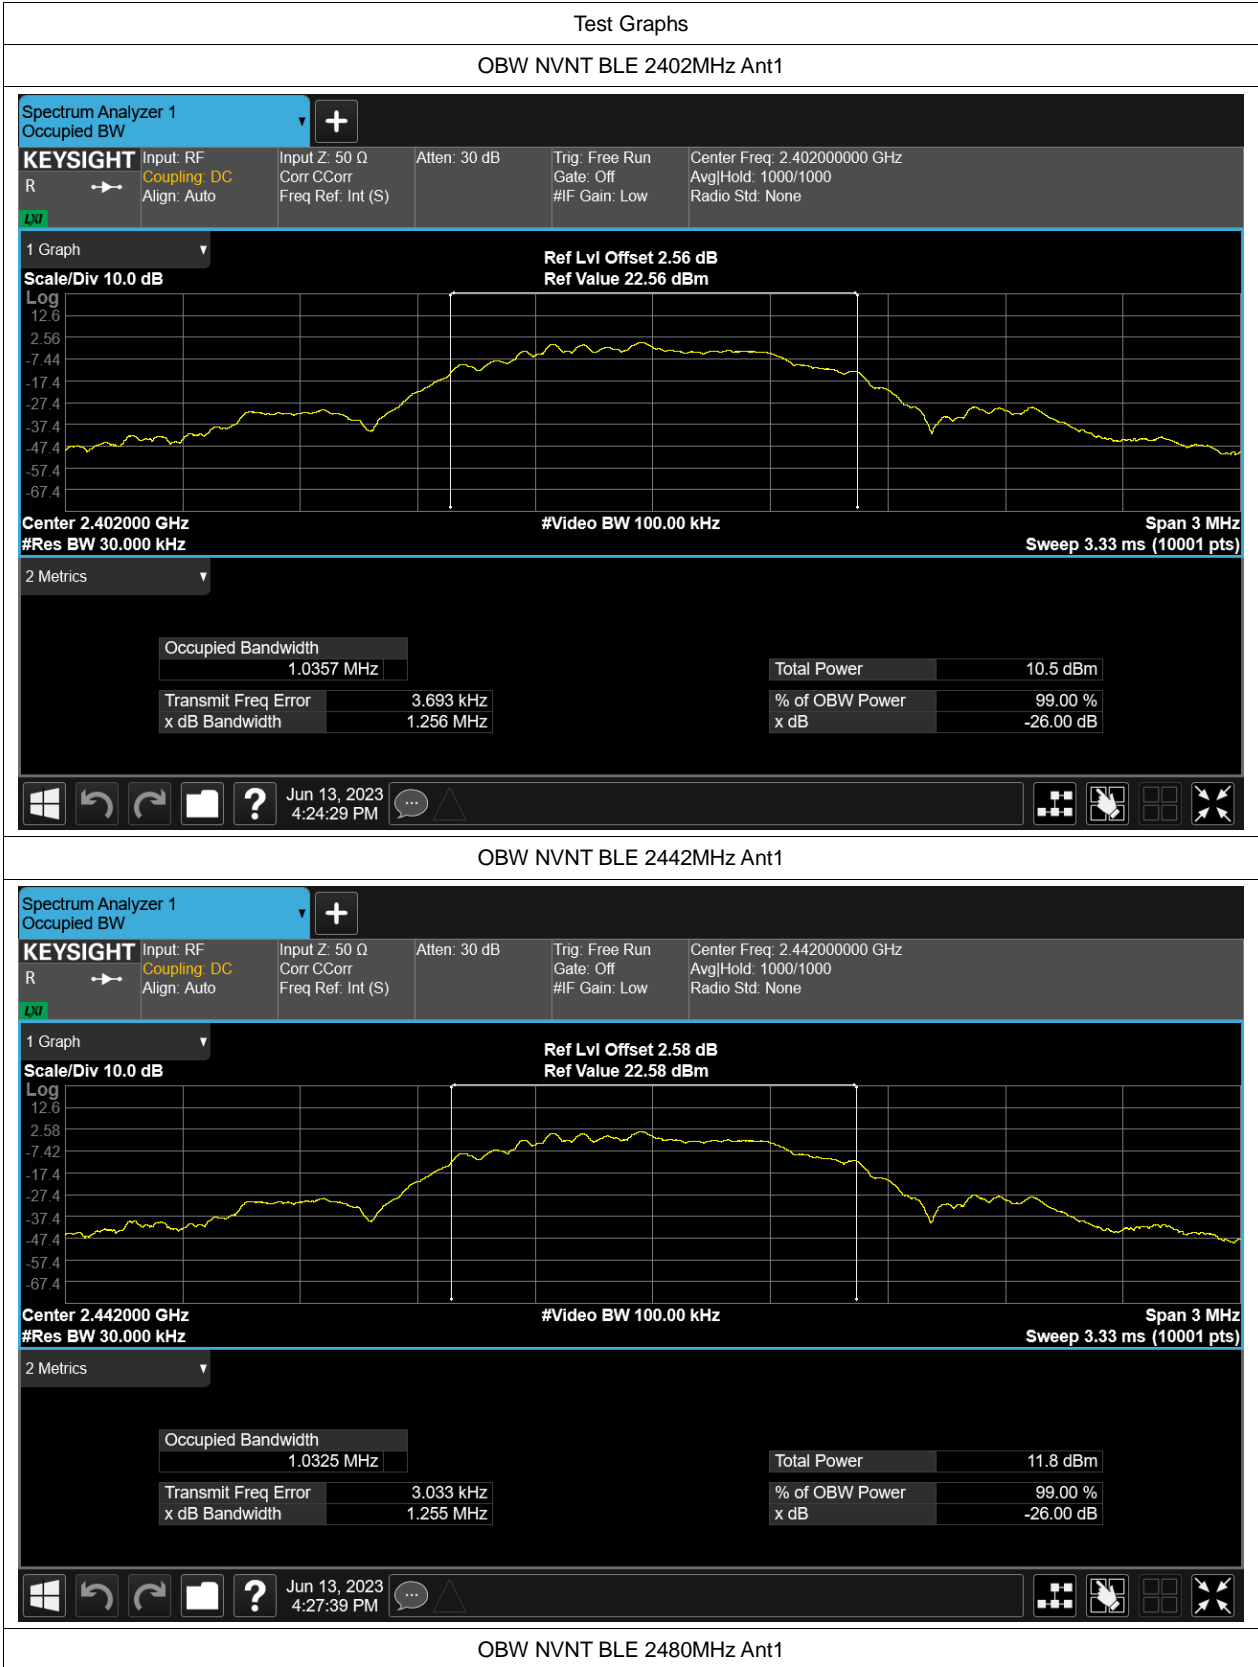 Test Graphs
OBW NVNT BLE 2402MHz Ant1
Spectrum Analyzer 1
Occupied BW
KEYSIGHT Input: RF Input Z: 50 Ω Atten: 30 dB Trig: Free Run Center Freq: 2.402000000 GHz
R Coupling: DC Corr CCorr Gate: Off Avg|Hold: 1000/1000
Align: Auto Freq Ref: Int (S) #IF Gain: Low Radio Std: None
LXI
1 Graph
Ref Lvl Offset 2.56 dB
Scale/Div 10.0 dB Ref Value 22.56 dBm
Log
12.6
2.56
-7.44
-17.4
-27.4
-37.4
-47.4
-57.4
-67.4
Center 2.402000 GHz #Video BW 100.00 kHz Span 3 MHz
#Res BW 30.000 kHz Sweep 3.33 ms (10001 pts)
2 Metrics
Occupied Bandwidth
1.0357 MHz Total Power 10.5 dBm
Transmit Freq Error 3.693 kHz % of OBW Power 99.00 %
x dB Bandwidth 1.256 MHz x dB -26.00 dB
Jun 13, 2023
4:24:29 PM
OBW NVNT BLE 2442MHz Ant1
Spectrum Analyzer 1
Occupied BW
KEYSIGHT Input: RF Input Z: 50 Ω Atten: 30 dB Trig: Free Run Center Freq: 2.442000000 GHz
R Coupling: DC Corr CCorr Gate: Off Avg|Hold: 1000/1000
Align: Auto Freq Ref: Int (S) #IF Gain: Low Radio Std: None
LXI
1 Graph
Ref Lvl Offset 2.58 dB
Scale/Div 10.0 dB Ref Value 22.58 dBm
Log
12.6
2.58
-7.42
-17.4
-27.4
-37.4
-47.4
-57.4
-67.4
Center 2.442000 GHz #Video BW 100.00 kHz Span 3 MHz
#Res BW 30.000 kHz Sweep 3.33 ms (10001 pts)
2 Metrics
Occupied Bandwidth
1.0325 MHz Total Power 11.8 dBm
Transmit Freq Error 3.033 kHz % of OBW Power 99.00 %
x dB Bandwidth 1.255 MHz x dB -26.00 dB
Jun 13, 2023
4:27:39 PM
OBW NVNT BLE 2480MHz Ant1